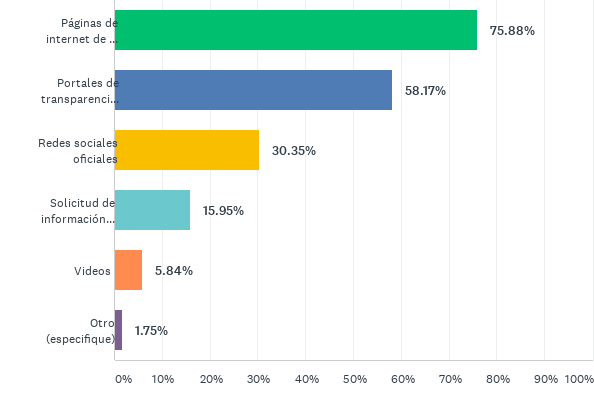 Páginas de
internet de ...
75.88%
Portales de
transparenci...
58.17%
Redes sociales
oficiales
30.35%
Solicitud de
información...
15.95%
Videos
5.84%
Otro
(especifique)
1.75%
0% 10% 20% 30% 40% 50% 60% 70% 80% 90% 100%